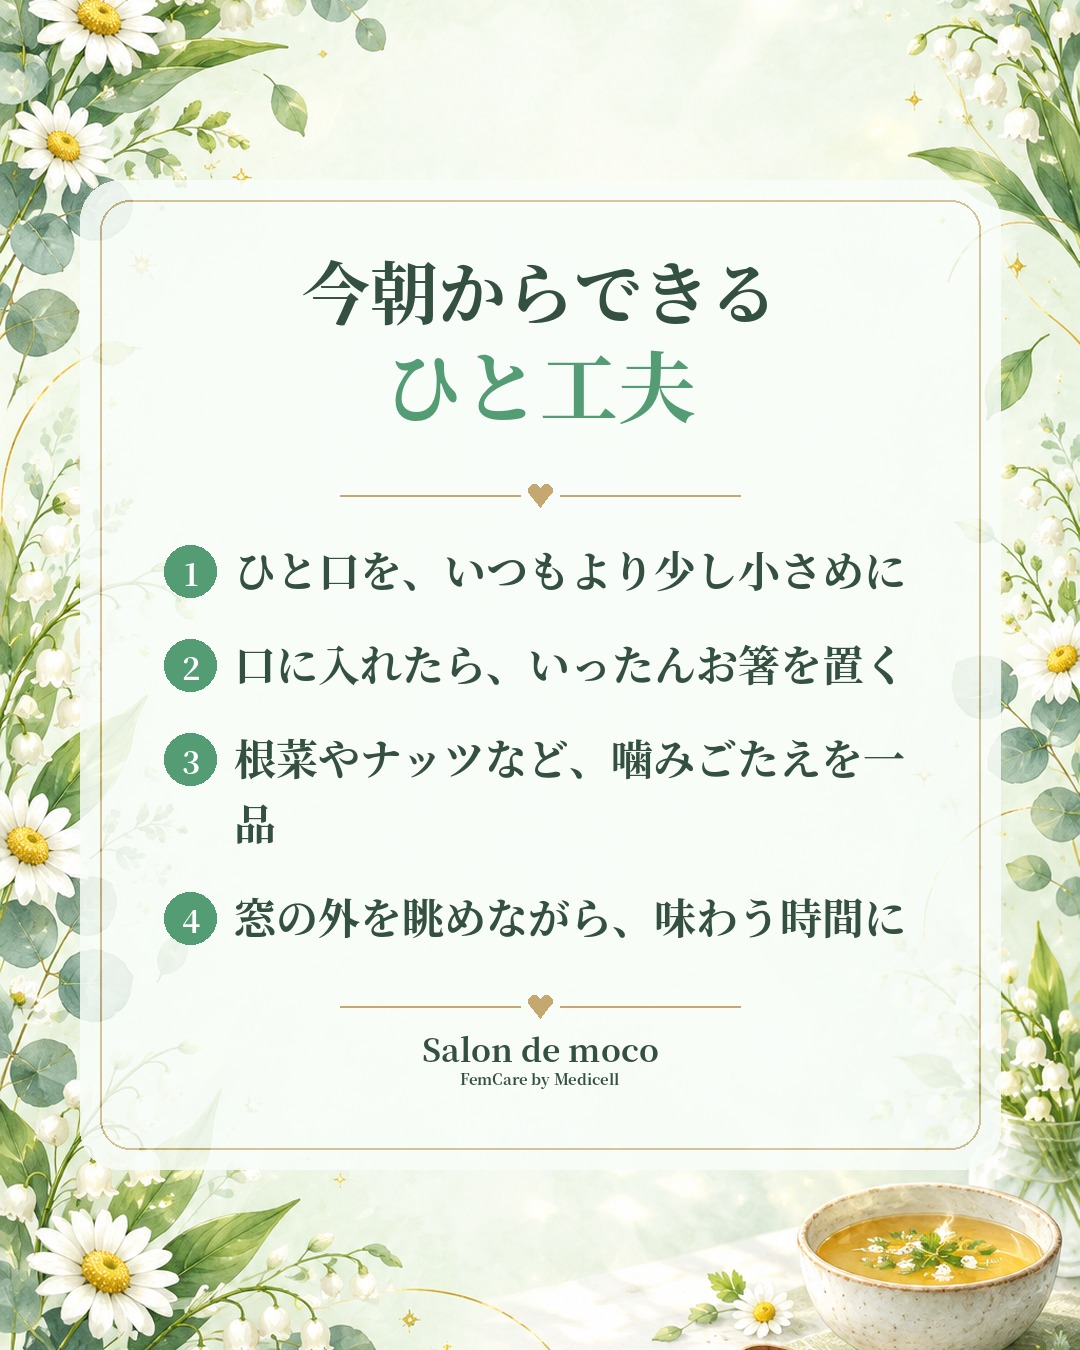 今朝からできる
ひと工夫
1 ひと口を、いつもより少し小さめに
2 口に入れたら、いったんお箸を置く
3 根菜やナッツなど、噛みごたえを一
品
4 窓の外を眺めながら、味わう時間に
Salon de moco
FemCare by Medicell